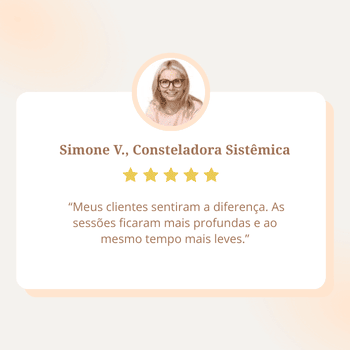 Simone V., Consteladora Sistêmica
“Meus clientes sentiram a diferença. As
sessões ficaram mais profundas e ao
mesmo tempo mais leves.”